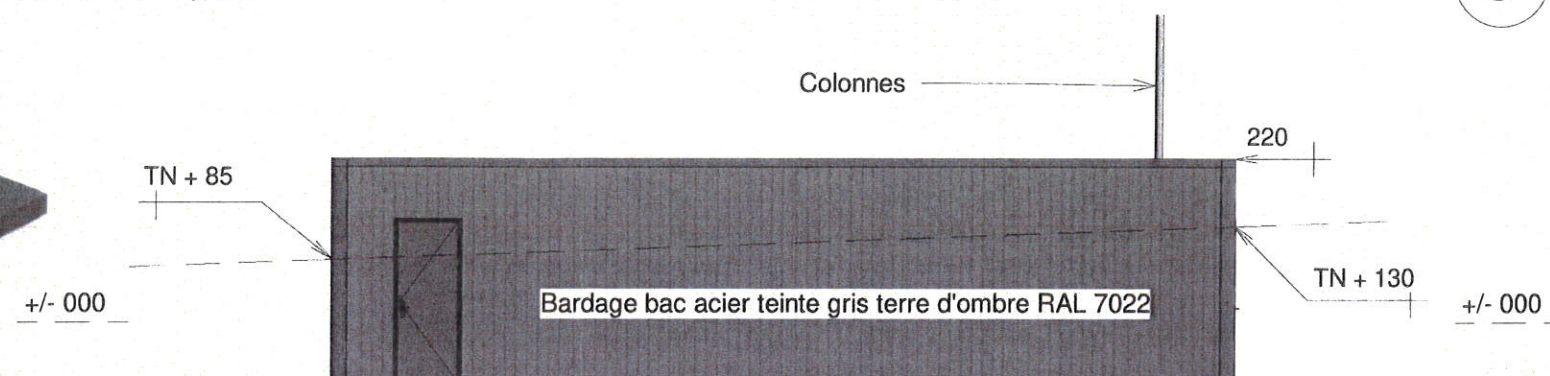 Colonnes
220
TN + 85
TN + 130
+/- 000
Bardage bac acier teinte gris terre d'ombre RAL 7022
+/- 000